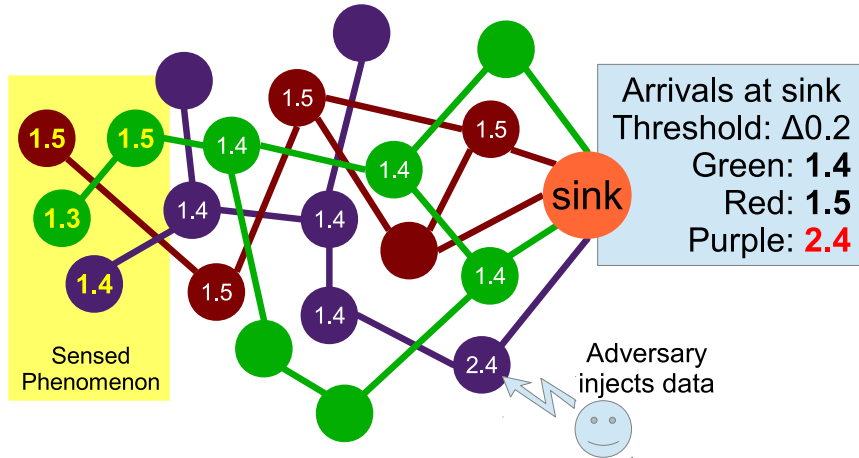 1.5
1.5
1.3
1.4
Sensed
Phenomenon
1.4
1.4
1.5
1.5
1.4
1.4
1.4
1.5
1.4
2.4
sink
Arrivals at sink
Threshold: Δ0.2
Green: 1.4
Red: 1.5
Purple: 2.4
Adversary
injects data